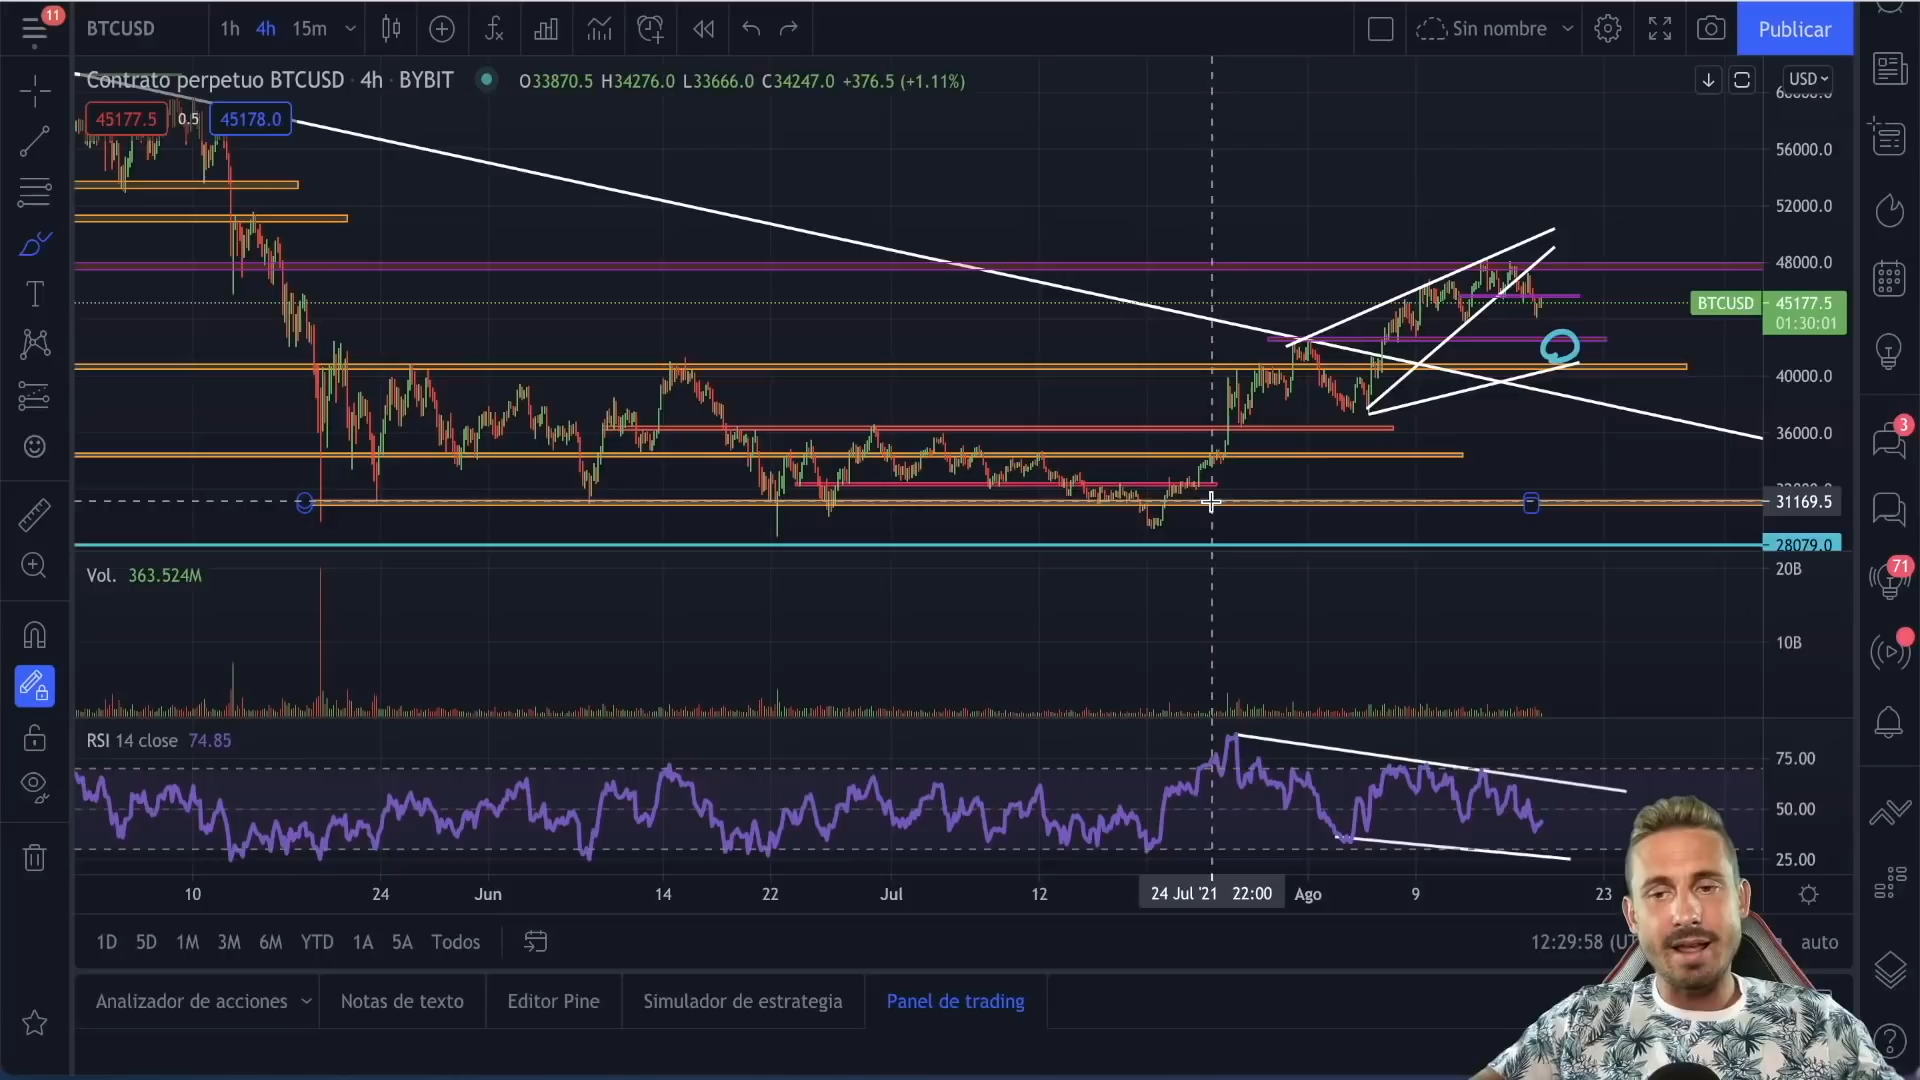 11
BTCUSD
1h 4h 15m
Sin nombre
Publicar
Contrato perpetuo BTCUSD · 4h · BYBIT
O33870.5 H34276.0 L33666.0 C34247.0 +376.5 (+1.11%)
USD
45177.5 0.5 45178.0
56000.0
52000.0
48000.0
BTCUSD 45177.5
01:30:01
40000.0
36000.0
31169.5
28079.0
Vol. 363.524M
20B
10B
RSI 14 close 74.85
75.00
50.00
25.00
10 24 Jun 14 22 Jul 12 24 Jul '21 22:00 Ago 9 23
1D 5D 1M 3M 6M YTD 1A 5A Todos
12:29:58 (UT
auto
Analizador de acciones Notas de texto Editor Pine Simulador de estrategia Panel de trading
3
71